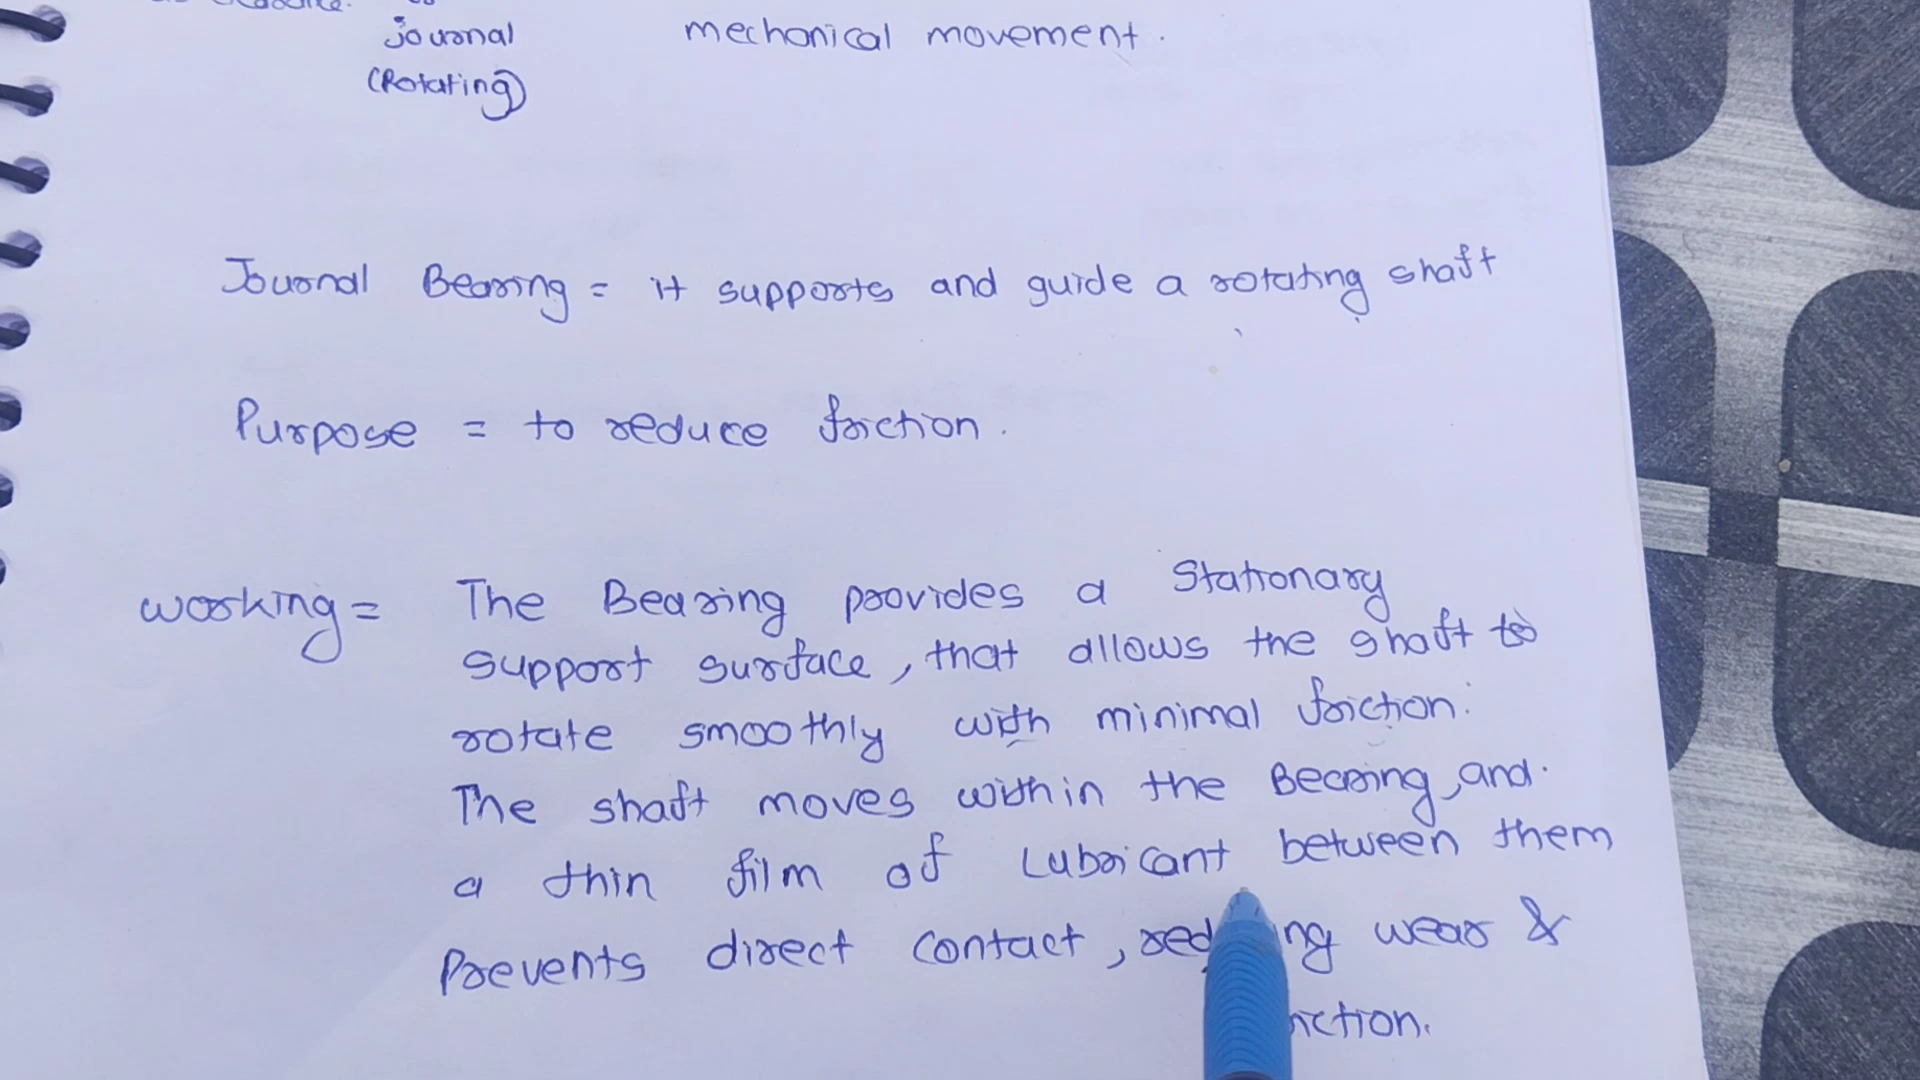 journal mechanical movement.
(Rotating)
Journal Bearing = it supports and guide a rotating shaft
Purpose = to reduce friction.
working = The Bearing provides a Stationary
support surface, that allows the shaft to
rotate smoothly with minimal friction.
The shaft moves within the Bearing, and
a thin film of Lubricant between them
Prevents direct contact, wear &